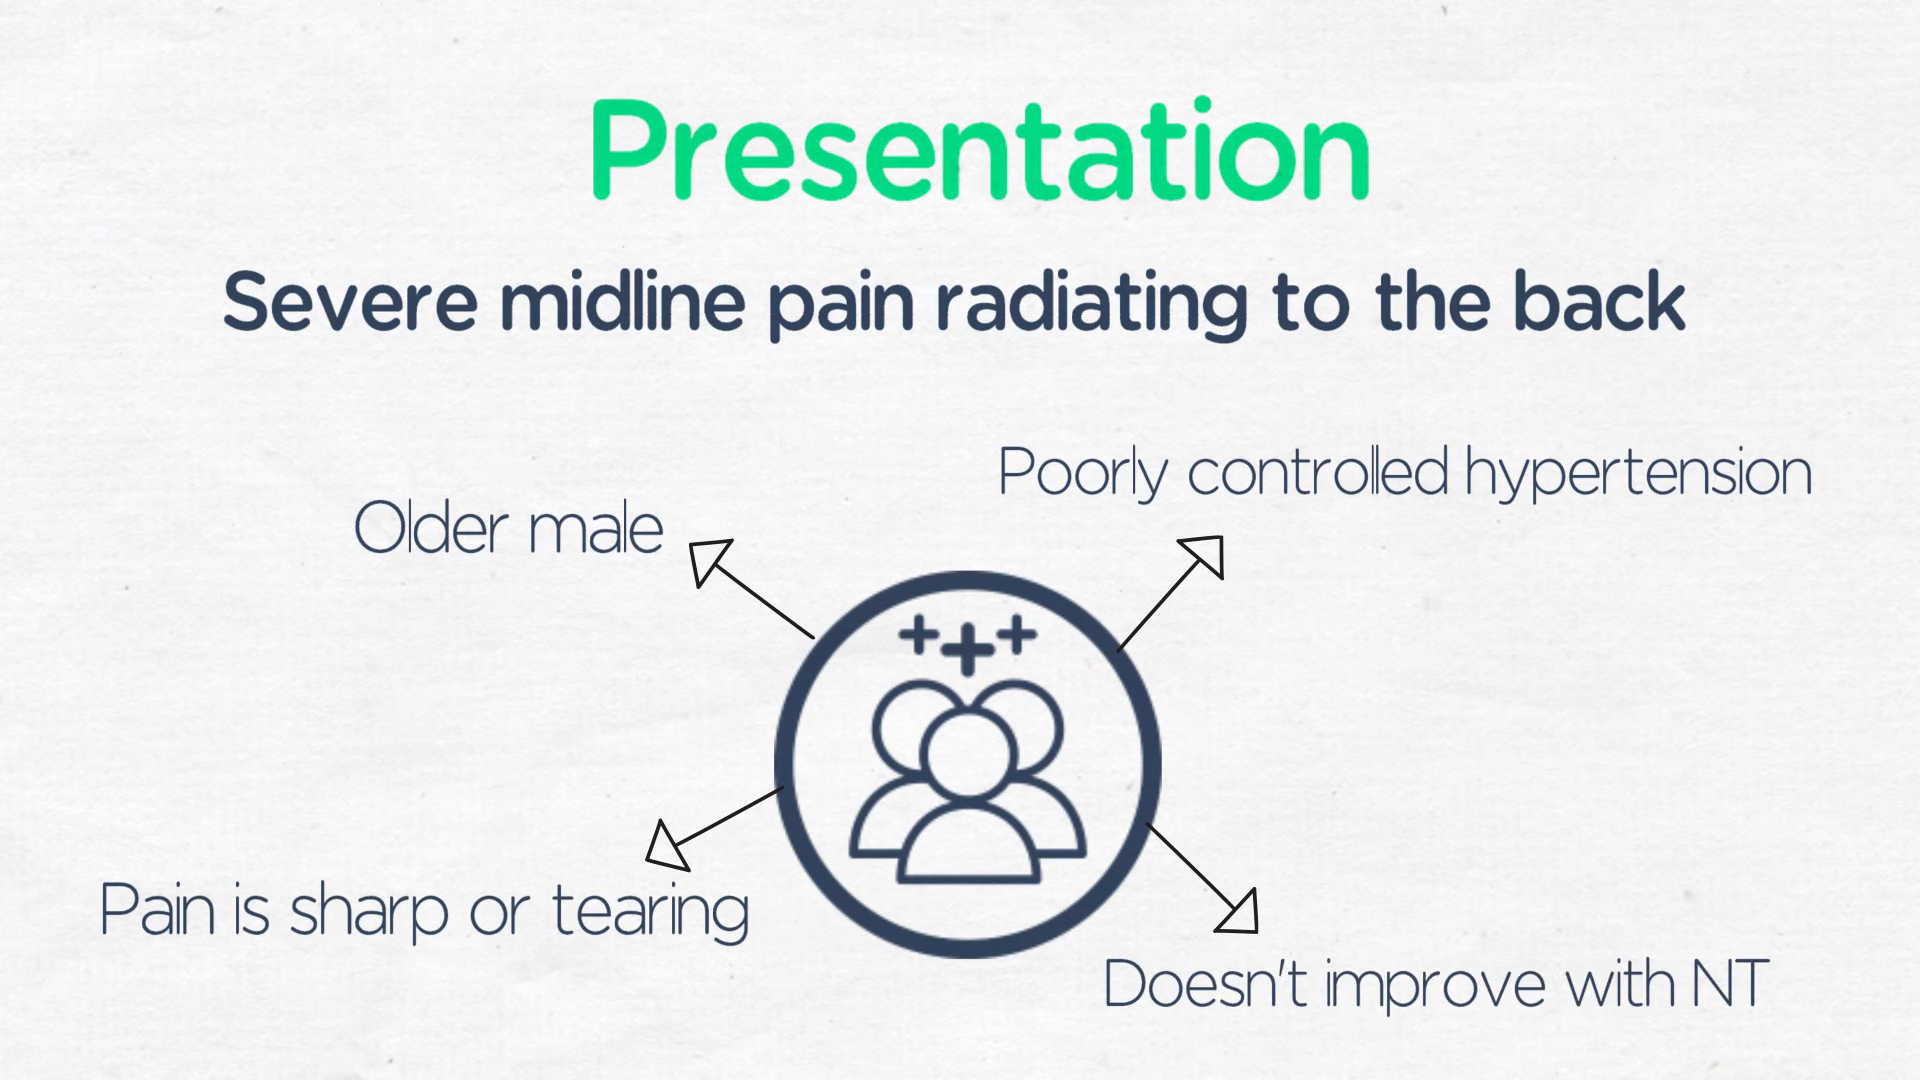 Presentation
Severe midline pain radiating to the back
Poorly controlled hypertension
Older male
Pain is sharp or tearing
Doesn't improve with NT